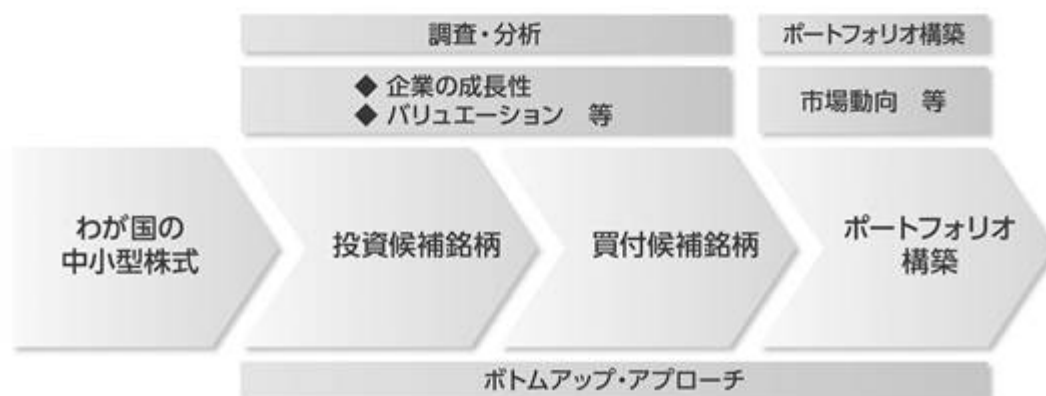 調査・分析
ポートフォリオ構築
◆ 企業の成長性
◆ バリュエーション　等
市場動向　等
わが国の
中小型株式
投資候補銘柄
買付候補銘柄
ポートフォリオ
構築
ボトムアップ・アプローチ